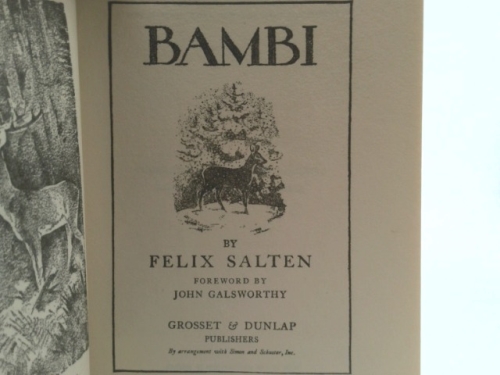 BAMBI
BY
FELIX SALTEN
FOREWORD BY
JOHN GALSWORTHY
GROSSET & DUNLAP
PUBLISHERS
By arrangement with Simon and Schuster, Inc.